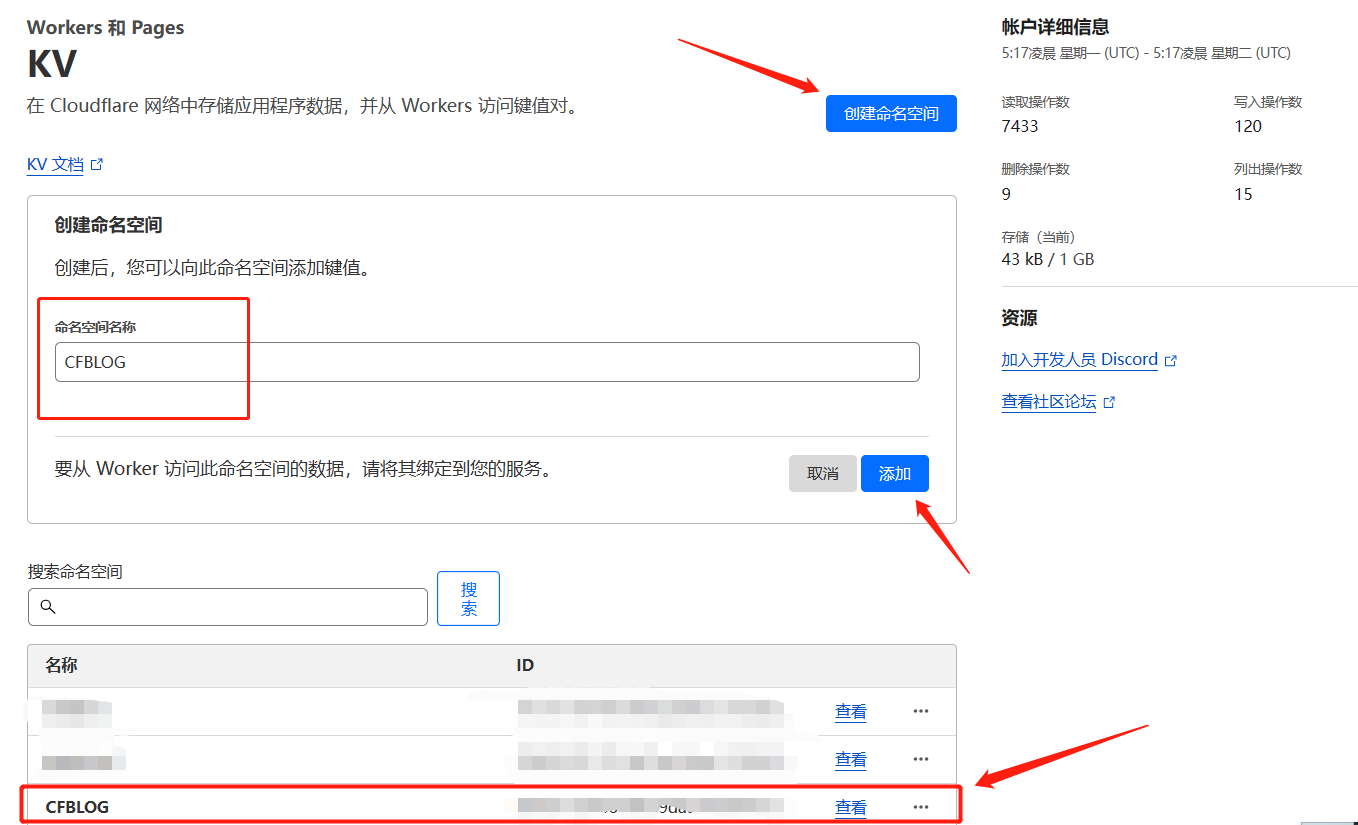 Workers 和 Pages
KV
在 Cloudflare 网络中存储应用程序数据，并从 Workers 访问键值对。
创建命名空间
KV 文档
创建命名空间
创建后，您可以向此命名空间添加键值。
命名空间名称
CFBLOG
要从 Worker 访问此命名空间的数据，请将其绑定到您的服务。
取消
添加
搜索命名空间
搜
索
名称 ID
查看 ···
查看 ···
CFBLOG 查看 ···
帐户详细信息
5:17凌晨 星期一 (UTC) - 5:17凌晨 星期二 (UTC)
读取操作数 写入操作数
7433 120
删除操作数 列出操作数
9 15
存储（当前）
43 kB / 1 GB
资源
加入开发人员 Discord
查看社区论坛